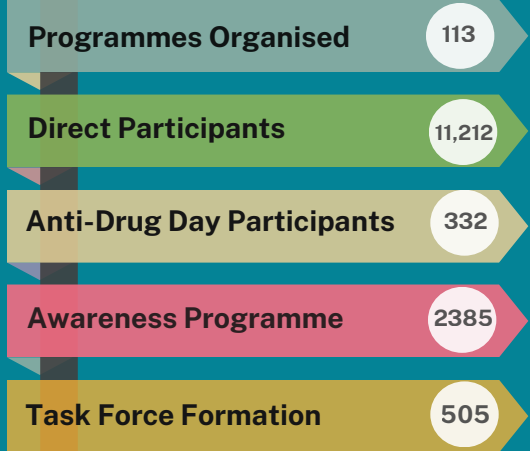 Programmes Organised 113
Direct Participants 11,212
Anti-Drug Day Participants 332
Awareness Programme 2385
Task Force Formation 505